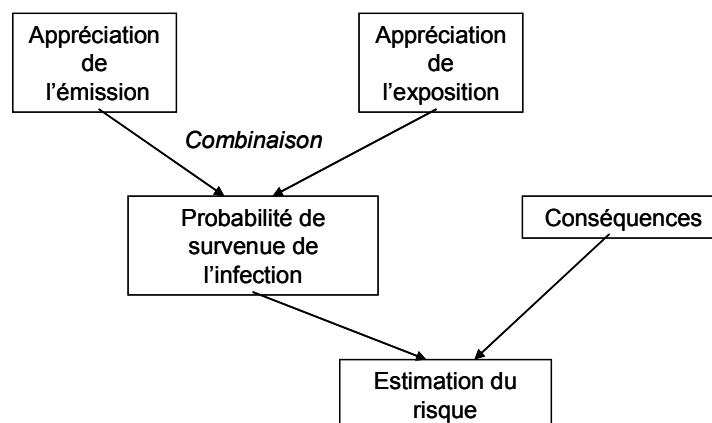 Appréciation
de
l’émission
Appréciation
de
l’exposition
Combinaison
Probabilité de
survenue de
l’infection
Conséquences
Estimation du
risque